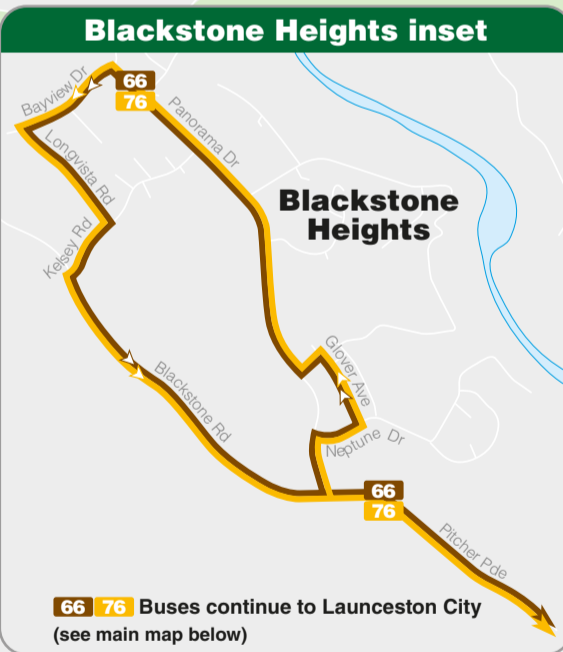 Blackstone Heights inset
Bayview Dr
66
76
Panorama Dr
Longvista Rd
Blackstone
Heights
Kelsey Rd
Glover Ave
Blackstone Rd
Neptune Dr
66
76
Pitcher Pde
66 76 Buses continue to Launceston City
(see main map below)